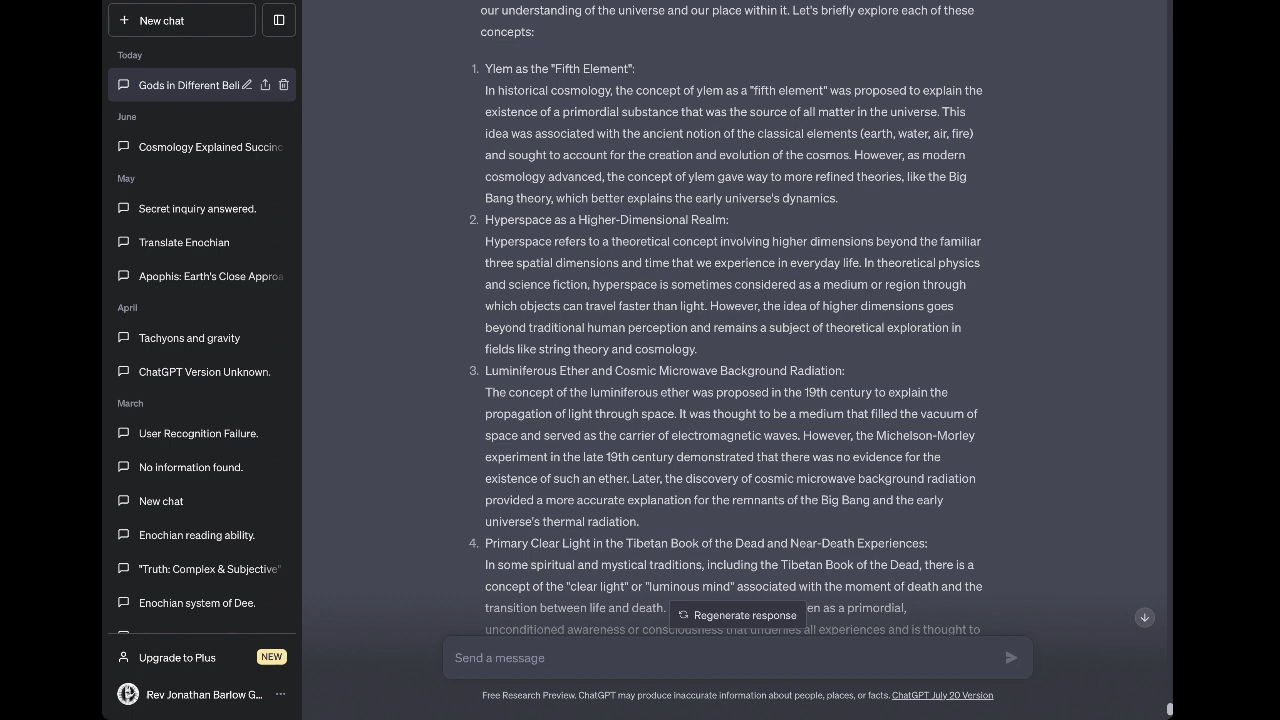 New chat
Today
Gods in Different Beli
June
Cosmology Explained Succinc
May
Secret inquiry answered.
Translate Enochian
Apophis: Earth's Close Approa
April
Tachyons and gravity
ChatGPT Version Unknown.
March
User Recognition Failure.
No information found.
New chat
Enochian reading ability.
"Truth: Complex & Subjective"
Enochian system of Dee.
Upgrade to Plus NEW
Rev Jonathan Barlow G...
our understanding of the universe and our place within it. Let's briefly explore each of these
concepts:
1. Ylem as the "Fifth Element":
In historical cosmology, the concept of ylem as a "fifth element" was proposed to explain the
existence of a primordial substance that was the source of all matter in the universe. This
idea was associated with the ancient notion of the classical elements (earth, water, air, fire)
and sought to account for the creation and evolution of the cosmos. However, as modern
cosmology advanced, the concept of ylem gave way to more refined theories, like the Big
Bang theory, which better explains the early universe's dynamics.
2. Hyperspace as a Higher-Dimensional Realm:
Hyperspace refers to a theoretical concept involving higher dimensions beyond the familiar
three spatial dimensions and time that we experience in everyday life. In theoretical physics
and science fiction, hyperspace is sometimes considered as a medium or region through
which objects can travel faster than light. However, the idea of higher dimensions goes
beyond traditional human perception and remains a subject of theoretical exploration in
fields like string theory and cosmology.
3. Luminiferous Ether and Cosmic Microwave Background Radiation:
The concept of the luminiferous ether was proposed in the 19th century to explain the
propagation of light through space. It was thought to be a medium that filled the vacuum of
space and served as the carrier of electromagnetic waves. However, the Michelson-Morley
experiment in the late 19th century demonstrated that there was no evidence for the
existence of such an ether. Later, the discovery of cosmic microwave background radiation
provided a more accurate explanation for the remnants of the Big Bang and the early
universe's thermal radiation.
4. Primary Clear Light in the Tibetan Book of the Dead and Near-Death Experiences:
In some spiritual and mystical traditions, including the Tibetan Book of the Dead, there is a
concept of the "clear light" or "luminous mind" associated with the moment of death and the
transition between life and death. en as a primordial,
Regenerate response
unconditioned awareness or consciousness that underlies all experiences and is thought to
Send a message
Free Research Preview. ChatGPT may produce inaccurate information about people, places, or facts. ChatGPT July 20 Version